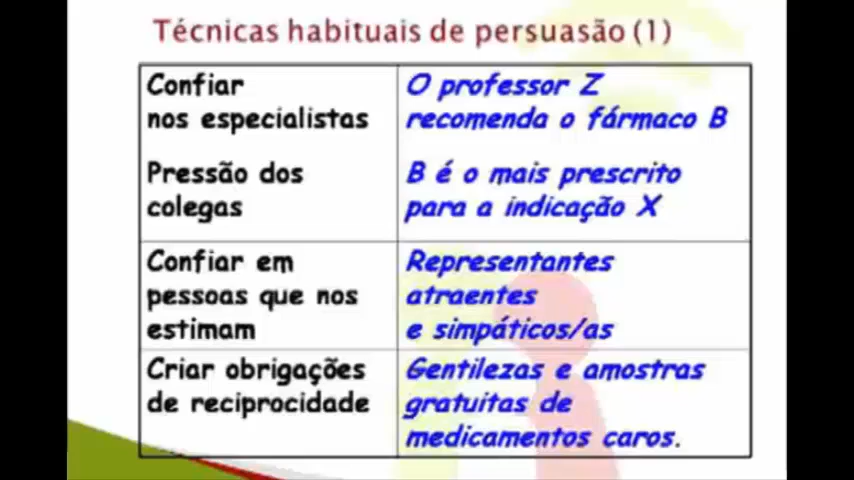 Técnicas habituais de persuasão (1)
Confiar
nos especialistas
O professor Z
recomenda o fármaco B
Pressão dos
colegas
B é o mais prescrito
para a indicação X
Confiar em
pessoas que nos
estimam
Representantes
atraentes
e simpáticos/as
Criar obrigações
de reciprocidade
Gentilezas e amostras
gratuitas de
medicamentos caros.